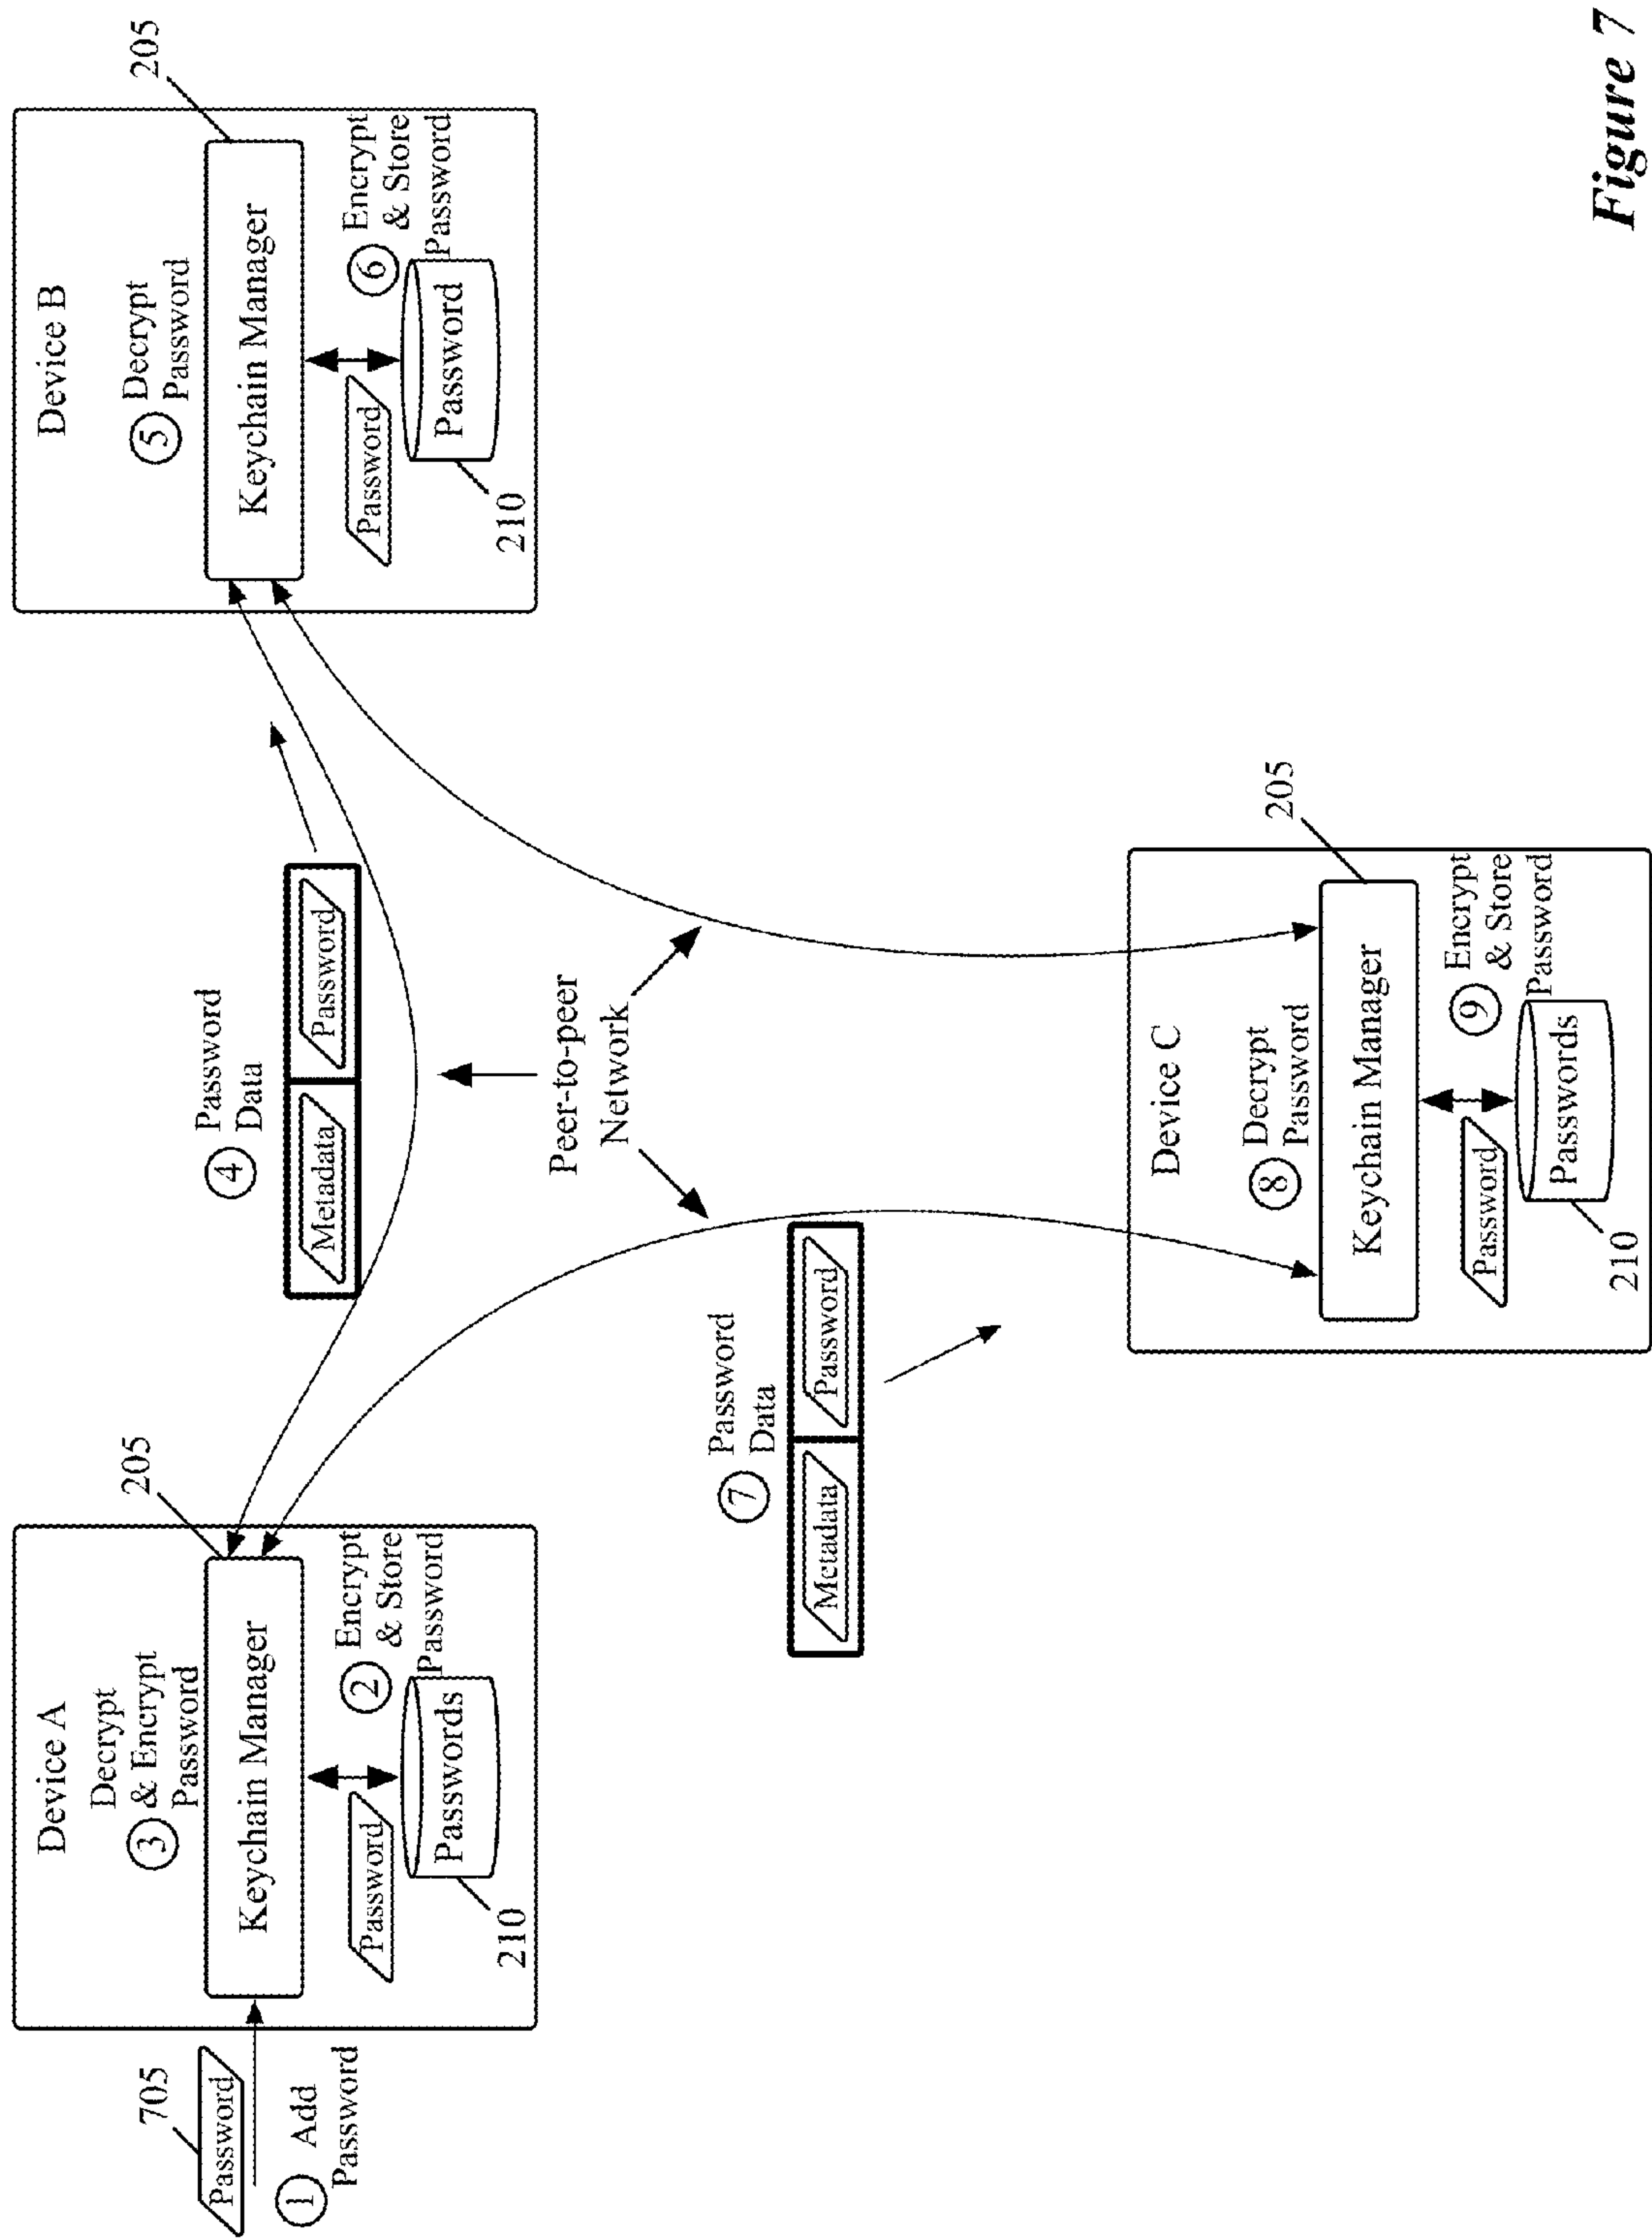 705
Password
1
Add
Password
Device A
Decrypt
3
& Encrypt
Password
205
Keychain Manager
Password
2
Encrypt
& Store
Password
Passwords
210
4
Password
Data
Metadata
Password
Peer-to-peer
Network
Device B
5
Decrypt
Password
205
Keychain Manager
Password
6
Encrypt
& Store
Password
Password
210
7
Password
Data
Metadata
Password
Device C
8
Decrypt
Password
205
Keychain Manager
Password
9
Encrypt
& Store
Password
Passwords
210
Figure 7